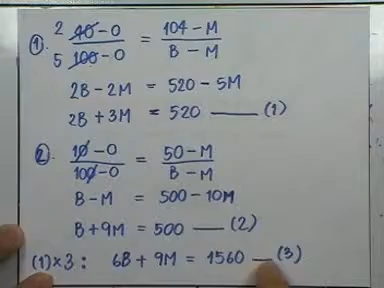 ①. 2 40-0 / 5 100-0 = 104-M / B-M
2B-2M = 520-5M
2B+3M = 520 —— (1)
②. 10-0 / 100-0 = 50-M / B-M
B-M = 500-10M
B+9M = 500 —— (2)
(1)×3: 6B+9M = 1560 — (3)